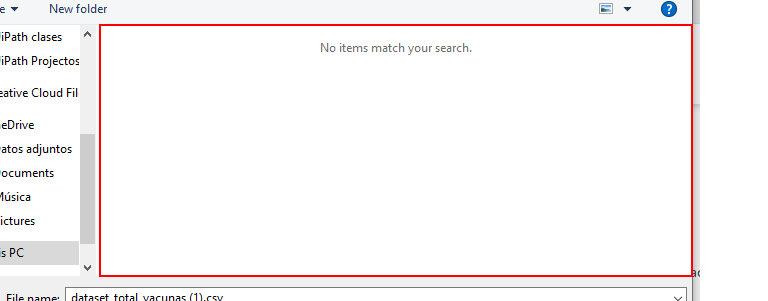 e New folder
No items match your search.
iPath clases
iPath Projectos
eative Cloud Fil
eDrive
atos adjuntos
ocuments
Música
ictures
is PC
File name: dataset_total_vacunas (1).csv